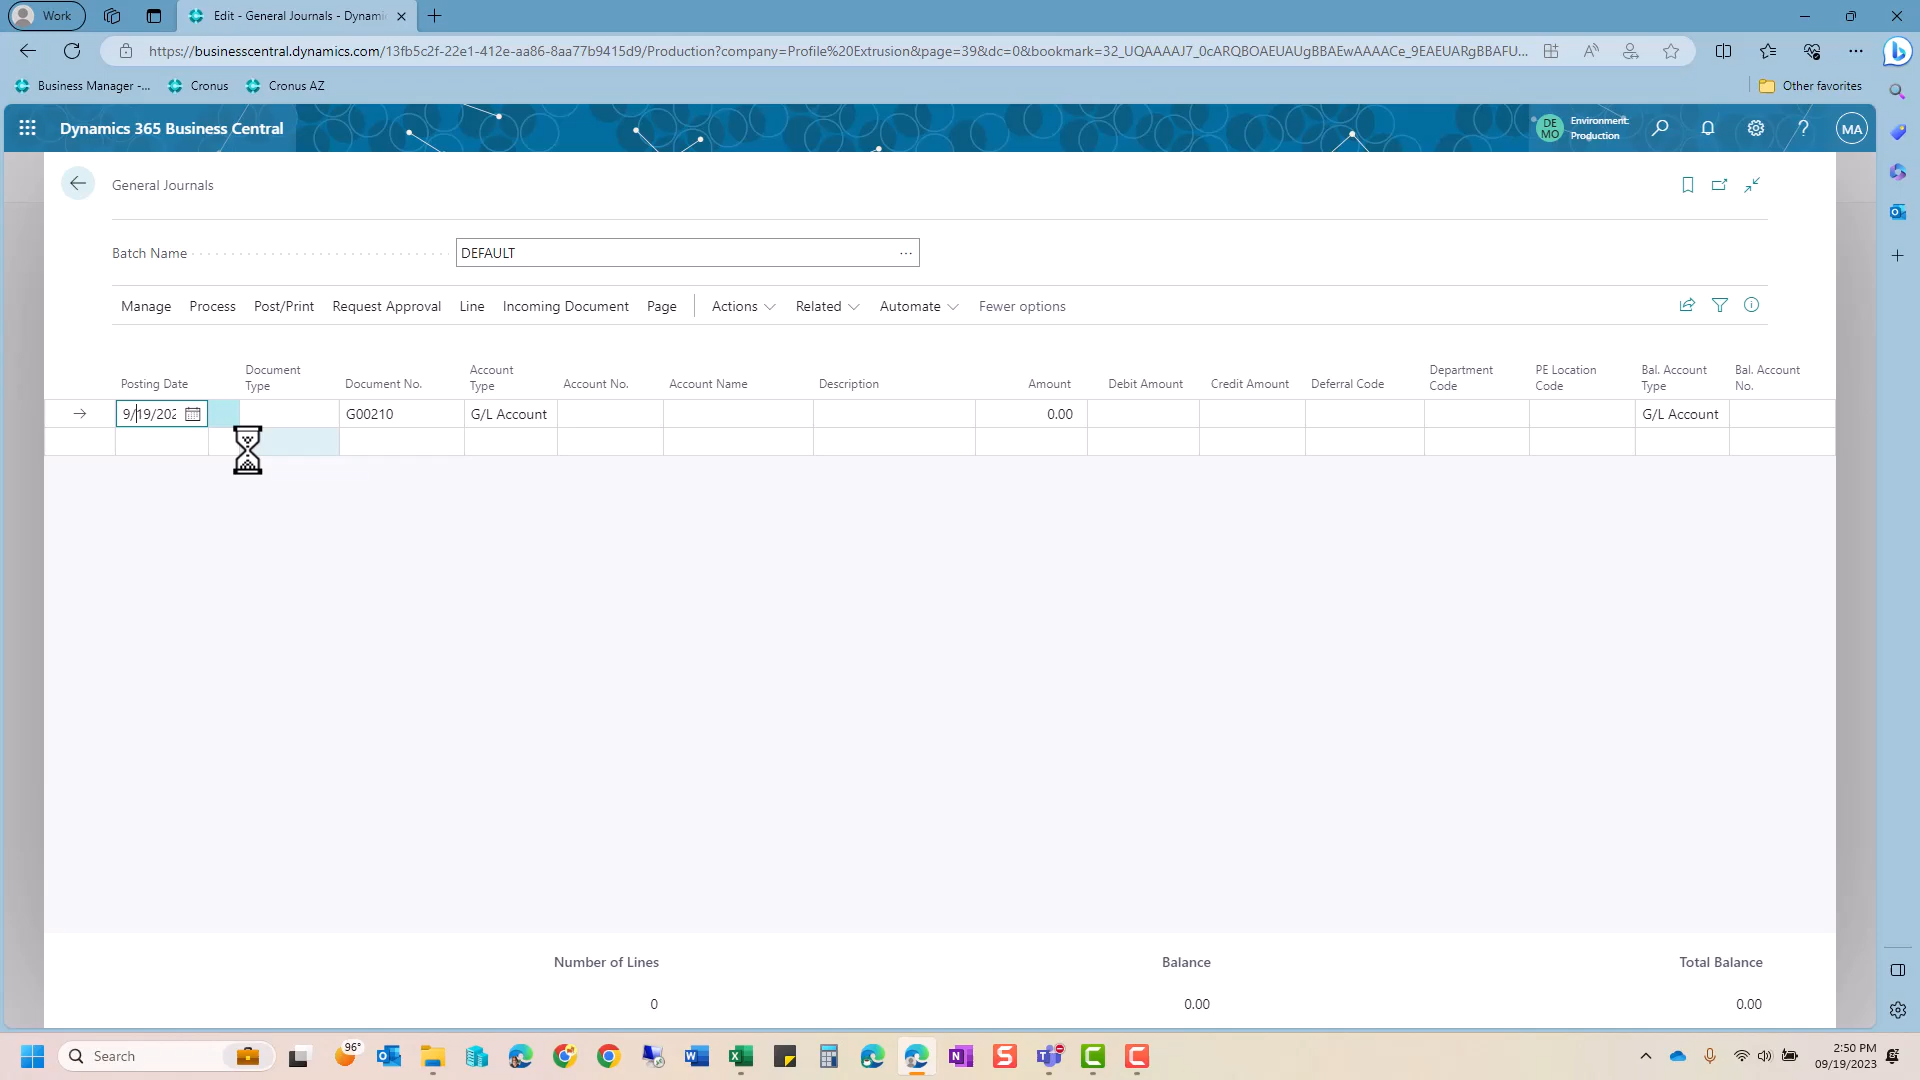 Work
Edit - General Journals - Dynami
https://businesscentral.dynamics.com/13fb5c2f-22e1-412e-aa86-8aa77b9415d9/Production?company=Profile%20Extrusion&page=39&dc=0&bookmark=32_UQAAAAJ7_0cARQBOAEUAUgBBAEwAAAACe_9EAEUARgBBAFU...
Business Manager -...
Cronus
Cronus AZ
Other favorites
Dynamics 365 Business Central
DE
MO
Environment:
Production
MA
General Journals
Batch Name
DEFAULT
Manage Process Post/Print Request Approval Line Incoming Document Page Actions Related Automate Fewer options
Posting Date
Document
Type
Document No.
Account
Type
Account No.
Account Name
Description
Amount
Debit Amount
Credit Amount
Deferral Code
Department
Code
PE Location
Code
Bal. Account
Type
Bal. Account
No.
9/19/202 G00210 G/L Account 0.00 G/L Account
Number of Lines Balance Total Balance
0 0.00 0.00
Search
96°
2:50 PM
09/19/2023